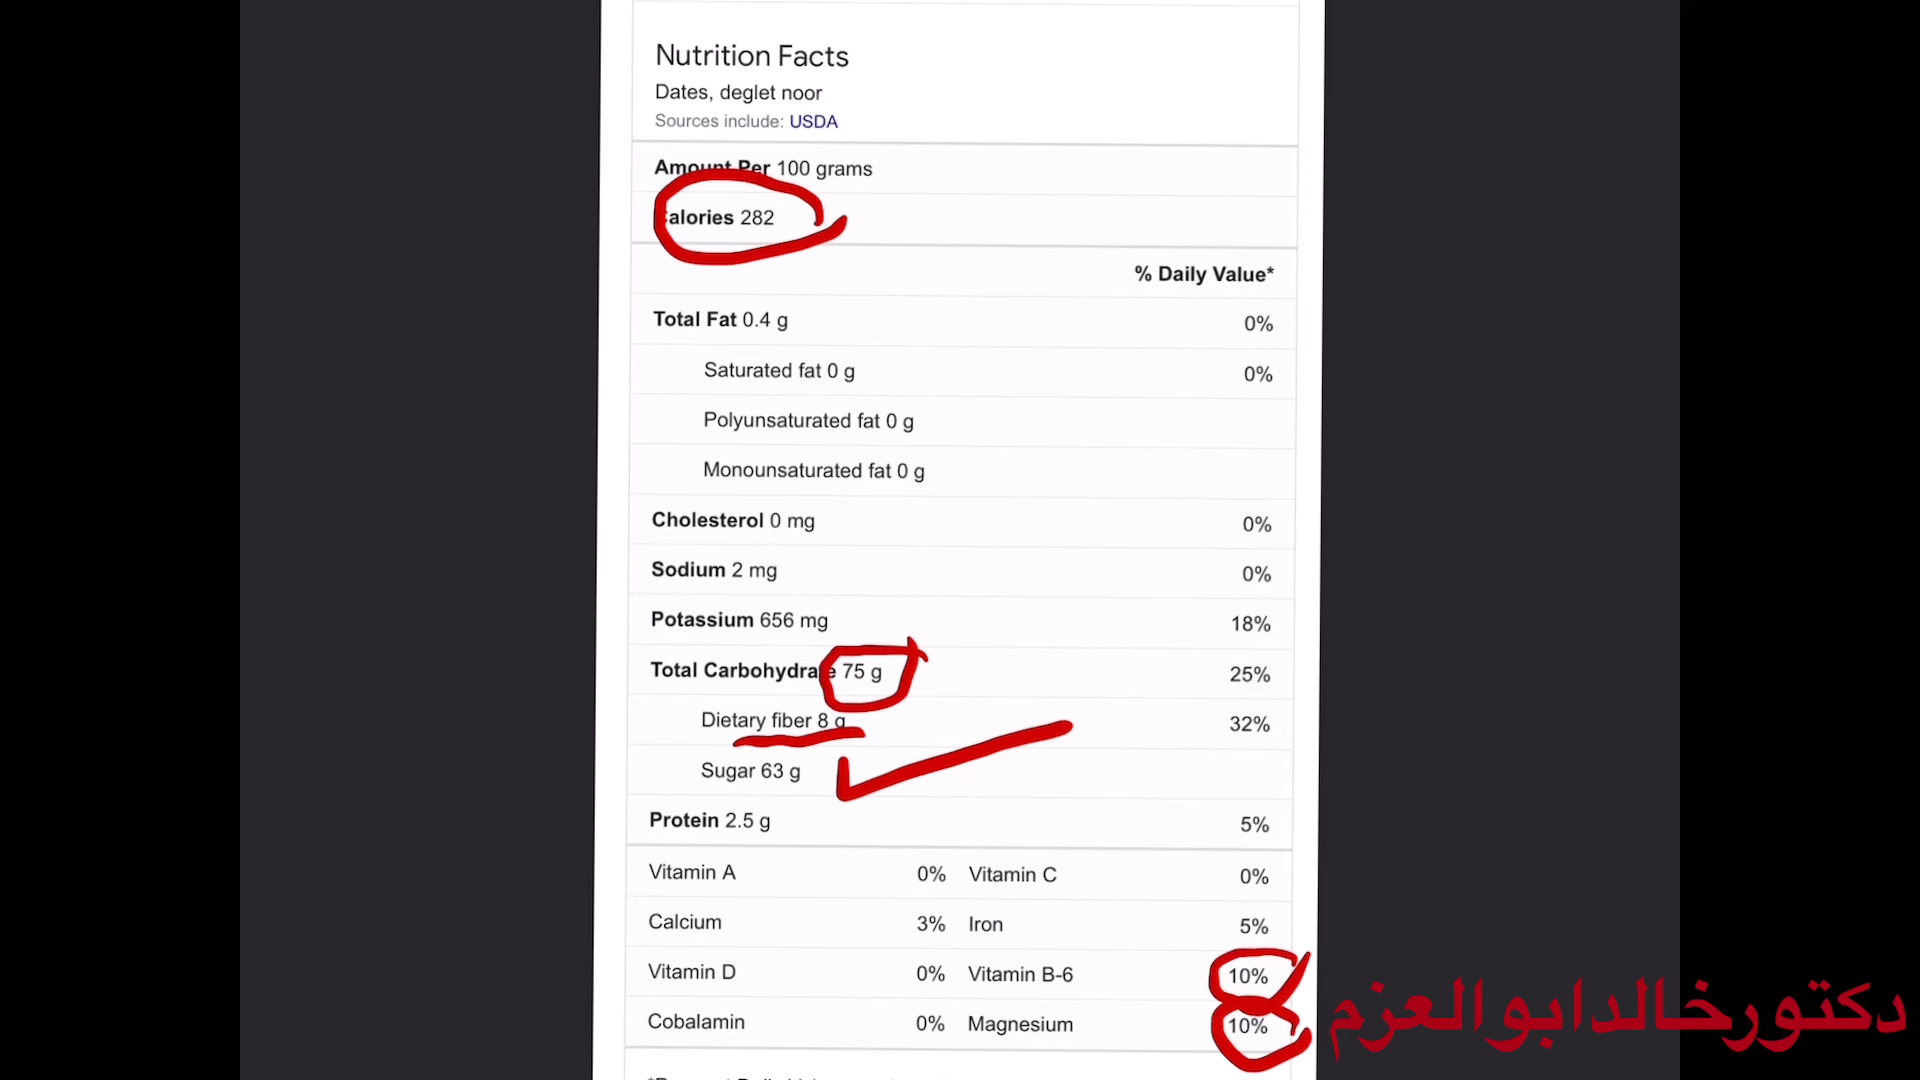 Nutrition Facts
Dates, deglet noor
Sources include: USDA
Amount Per 100 grams
Calories 282
% Daily Value*
Total Fat 0.4 g 0%
Saturated fat 0 g 0%
Polyunsaturated fat 0 g
Monounsaturated fat 0 g
Cholesterol 0 mg 0%
Sodium 2 mg 0%
Potassium 656 mg 18%
Total Carbohydrate 75 g 25%
Dietary fiber 8 g 32%
Sugar 63 g
Protein 2.5 g 5%
Vitamin A 0% Vitamin C 0%
Calcium 3% Iron 5%
Vitamin D 0% Vitamin B-6 10%
Cobalamin 0% Magnesium 10%
دكتورخالدابوالعزم